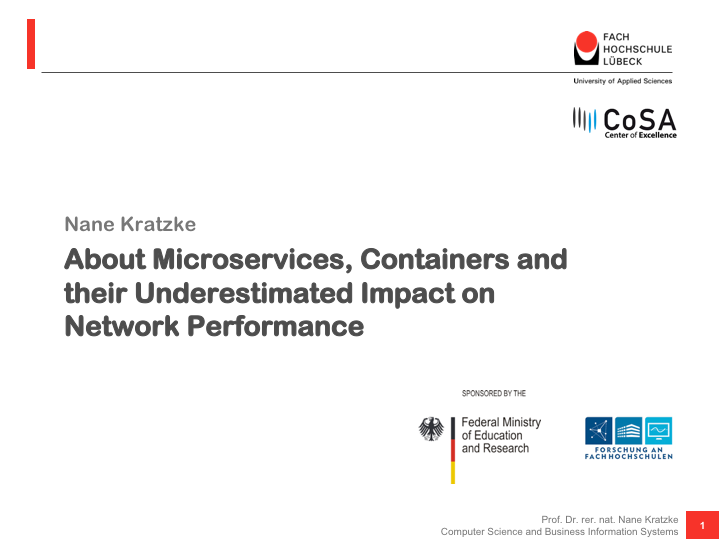 FACH
HOCHSCHULE
LÜBECK
University of Applied Sciences
CoSA
Center of Excellence
Nane Kratzke
About Microservices, Containers and
their Underestimated Impact on
Network Performance
SPONSORED BY THE
Federal Ministry
of Education
and Research
FORSCHUNG AN
FACHHOCHSCHULEN
Prof. Dr. rer. nat. Nane Kratzke
Computer Science and Business Information Systems
1